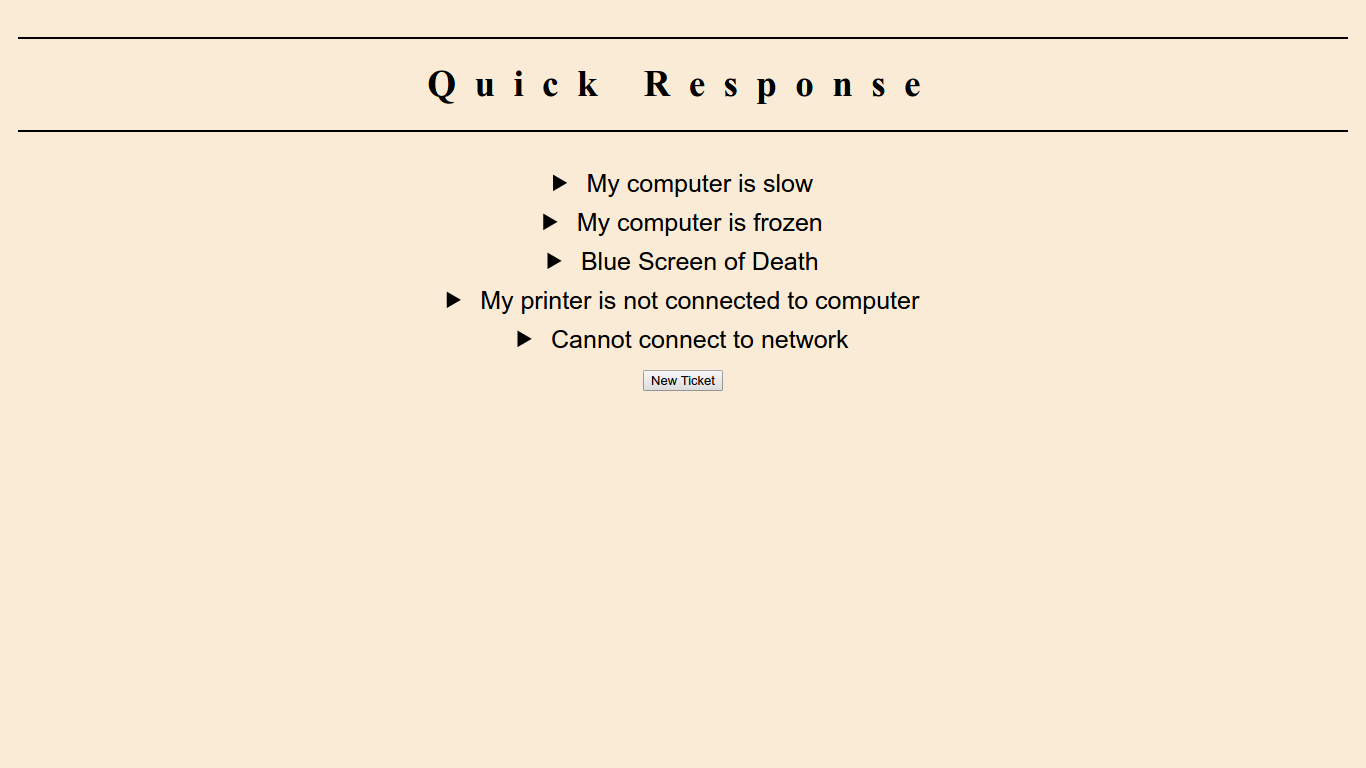 Quick Response
My computer is slow
My computer is frozen
Blue Screen of Death
My printer is not connected to computer
Cannot connect to network
New Ticket